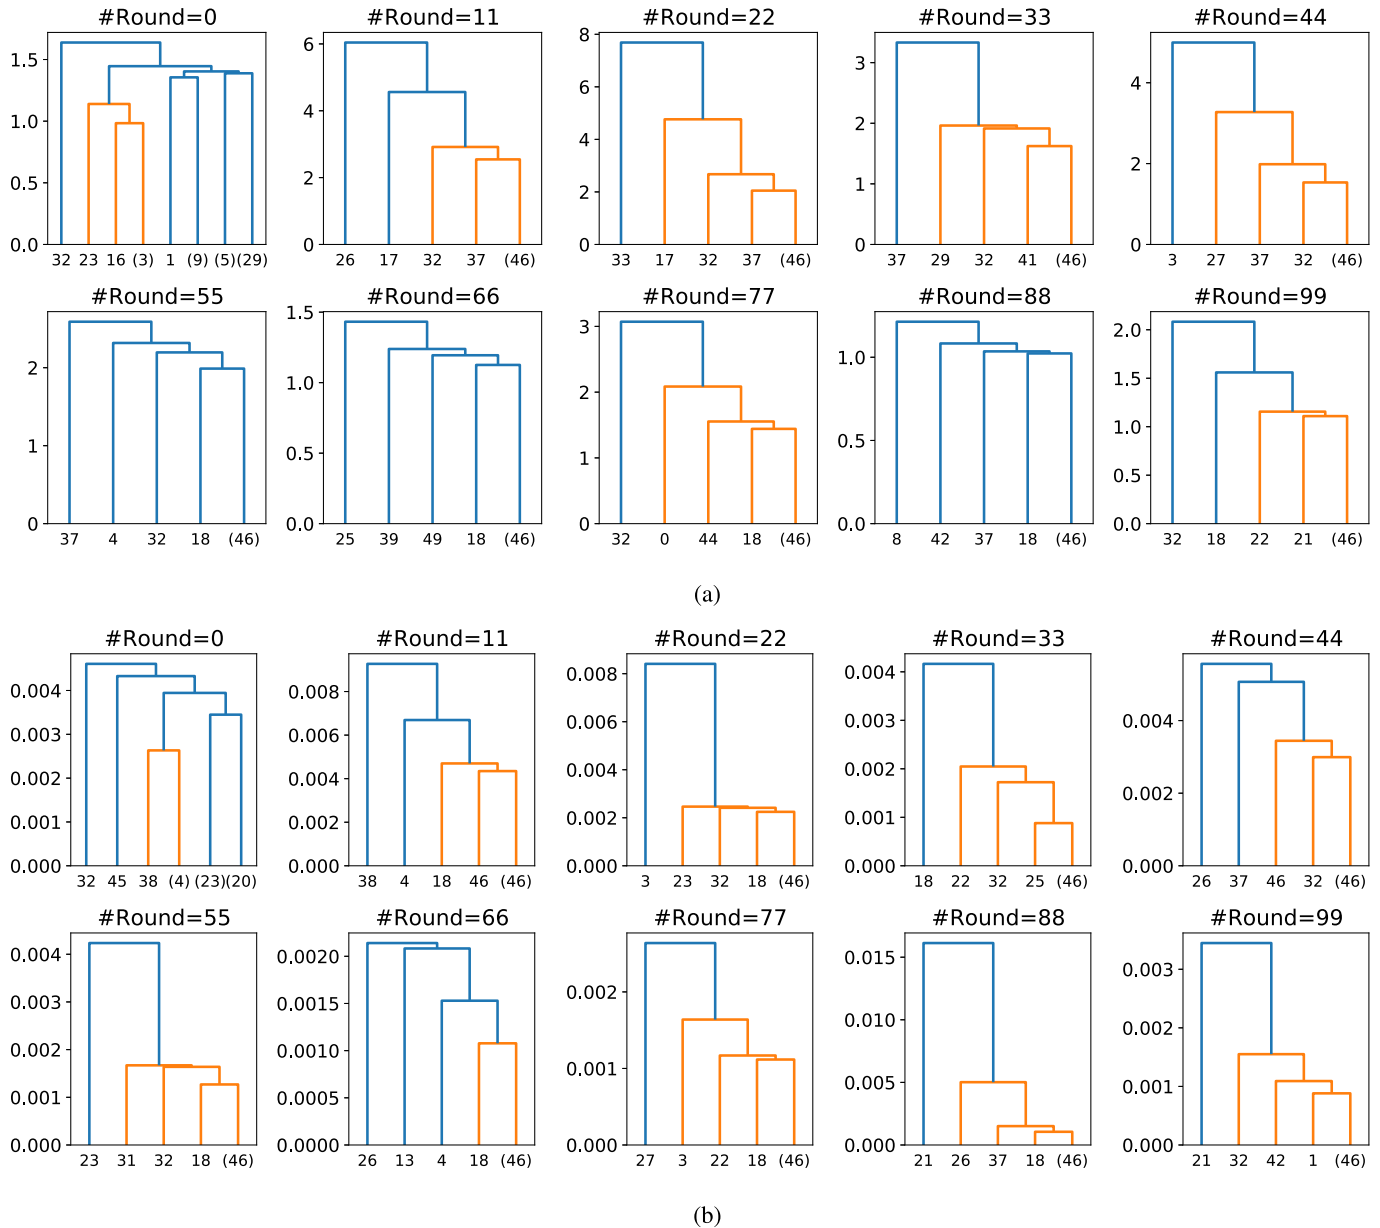 #Round=0 #Round=11 #Round=22 #Round=33 #Round=44
1.5 6 8 3 4
1.0 4 6 2 2
0.5 2 4 1 0
0.0 0 2 0
0
32 23 16 (3) 1 (9) (5)(29) 26 17 32 37 (46) 33 17 32 37 (46) 37 29 32 41 (46) 3 27 37 32 (46)
#Round=55 #Round=66 #Round=77 #Round=88 #Round=99
2 1.5 3 1.0 2.0
1 1.0 2 0.5 1.5
0 0.5 1 0.0 1.0
0.0 0 0.5
0.0
37 4 32 18 (46) 25 39 49 18 (46) 32 0 44 18 (46) 8 42 37 18 (46) 32 18 22 21 (46)
(a)
#Round=0 #Round=11 #Round=22 #Round=33 #Round=44
0.004 0.008 0.008 0.004 0.004
0.003 0.006 0.006 0.003 0.002
0.002 0.004 0.004 0.002 0.000
0.001 0.002 0.002 0.001
0.000 0.000 0.000 0.000
32 45 38 (4) (23)(20) 38 4 18 46 (46) 3 23 32 18 (46) 18 22 32 25 (46) 26 37 46 32 (46)
#Round=55 #Round=66 #Round=77 #Round=88 #Round=99
0.004 0.0020 0.002 0.015 0.003
0.003 0.0015 0.001 0.010 0.002
0.002 0.0010 0.000 0.005 0.001
0.001 0.0005 0.000 0.000
0.000 0.0000
23 31 32 18 (46) 26 13 4 18 (46) 27 3 22 18 (46) 21 26 37 18 (46) 21 32 42 1 (46)
(b)